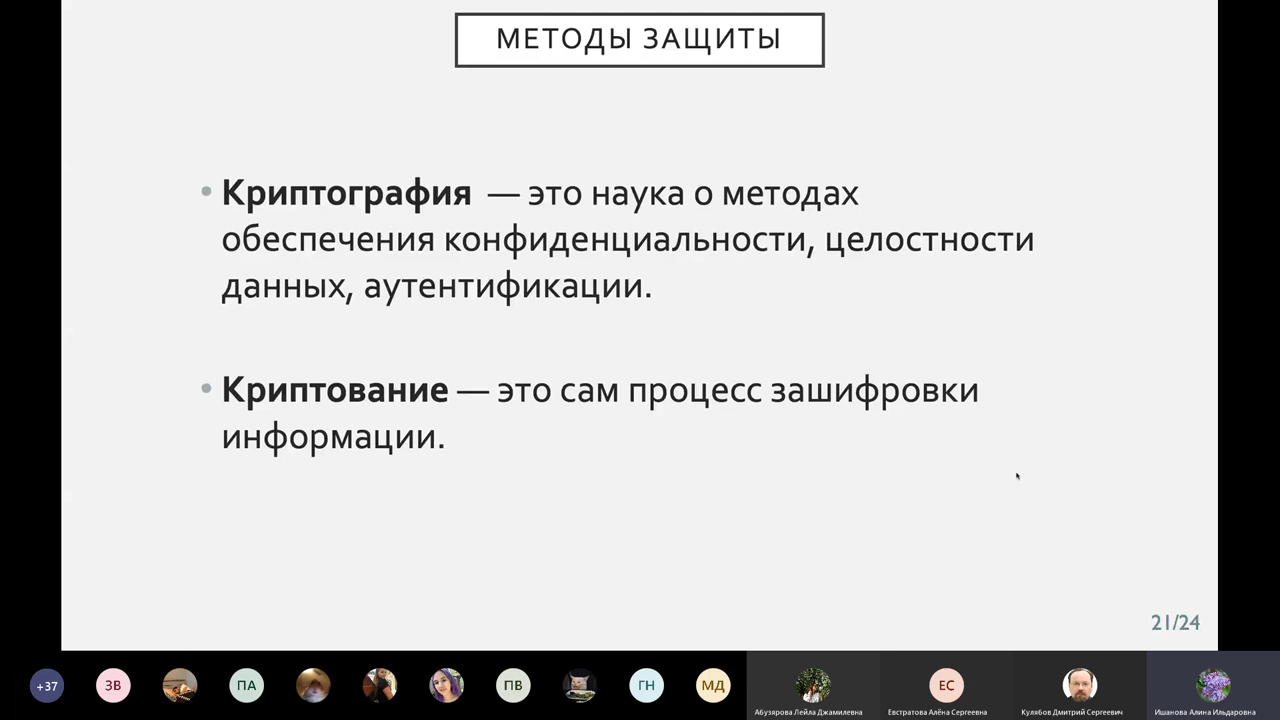 МЕТОДЫ ЗАЩИТЫ
• Криптография — это наука о методах
обеспечения конфиденциальности, целостности
данных, аутентификации.
• Криптование — это сам процесс зашифровки
информации.
21/24
+37
ЗВ
ПА
ПВ
ГН
МД
ЕС
Абузярова Лейла Джамилевна
Евстратова Алёна Сергеевна
Кулябов Дмитрий Сергеевич
Ишанова Алина Ильдаровна